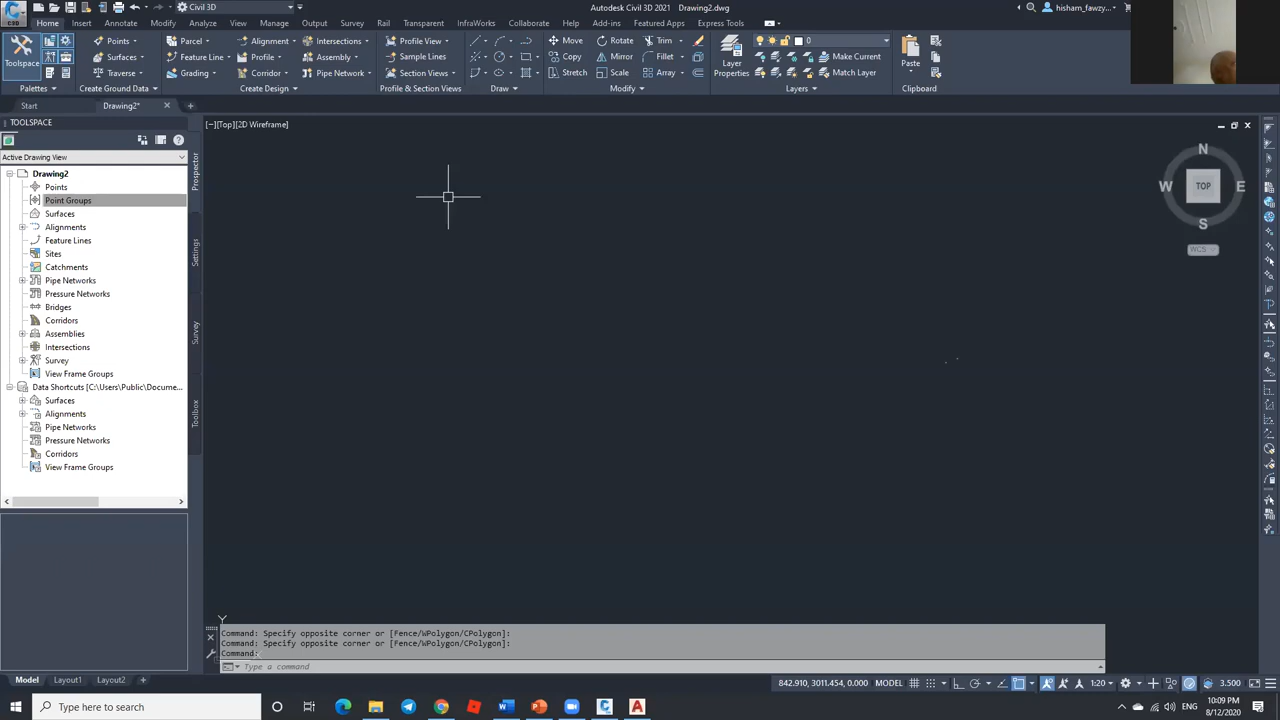 C3D
Civil 3D
Autodesk Civil 3D 2021 Drawing2.dwg
hisham_fawzy...
Home Insert Annotate Modify Analyze View Manage Output Survey Rail Transparent InfraWorks Collaborate Help Add-ins Featured Apps Express Tools
Toolspace
Points
Surfaces
Traverse
Parcel
Feature Line
Grading
Alignment
Profile
Corridor
Intersections
Assembly
Pipe Network
Profile View
Sample Lines
Section Views
Move
Copy
Stretch
Rotate
Mirror
Scale
Trim
Fillet
Array
Layer
Properties
0
Make Current
Match Layer
Paste
Palettes
Create Ground Data
Create Design
Profile & Section Views
Draw
Modify
Layers
Clipboard
Start
Drawing2*
TOOLSPACE
Active Drawing View
Drawing2
Points
Point Groups
Surfaces
Alignments
Feature Lines
Sites
Catchments
Pipe Networks
Pressure Networks
Bridges
Corridors
Assemblies
Intersections
Survey
View Frame Groups
Data Shortcuts [C:\Users\Public\Docume...
Surfaces
Alignments
Pipe Networks
Pressure Networks
Corridors
View Frame Groups
Prospector
Settings
Survey
Toolbox
[−][Top][2D Wireframe]
N
W TOP E
S
WCS
Y
Command: Specify opposite corner or [Fence/WPolygon/CPolygon]:
Command: Specify opposite corner or [Fence/WPolygon/CPolygon]:
Command:
Type a command
Model Layout1 Layout2
842.910, 3011.454, 0.000 MODEL
1:20
3.500
Type here to search
10:09 PM
8/12/2020